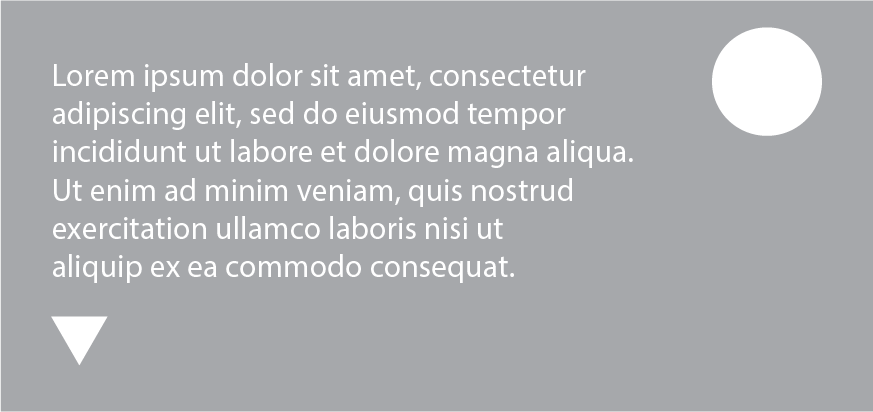 Lorem ipsum dolor sit amet, consectetur
adipiscing elit, sed do eiusmod tempor
incididunt ut labore et dolore magna aliqua.
Ut enim ad minim veniam, quis nostrud
exercitation ullamco laboris nisi ut
aliquip ex ea commodo consequat.